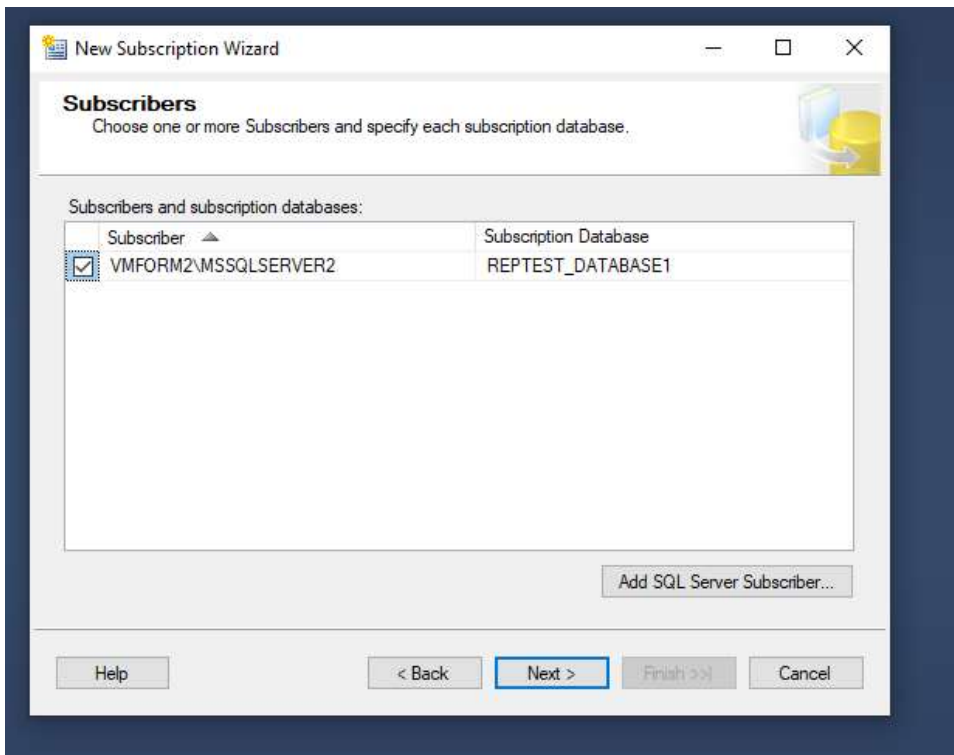 New Subscription Wizard
Subscribers
Choose one or more Subscribers and specify each subscription database.
Subscribers and subscription databases:
Subscriber Subscription Database
VMFORM2\MSSQLSERVER2 REPTEST_DATABASE1
Add SQL Server Subscriber...
Help < Back Next > Finish >>| Cancel